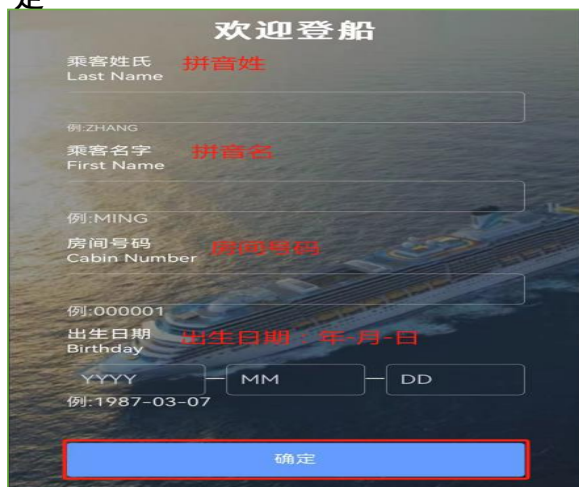 定
欢迎登船
乘客姓氏 拼音姓
Last Name
例:ZHANG
乘客名字 拼音名
First Name
例:MING
房间号码 房间号码
Cabin Number
例:000001
出生日期 出生日期:年-月-日
Birthday
YYYY — MM — DD
例:1987-03-07
确定